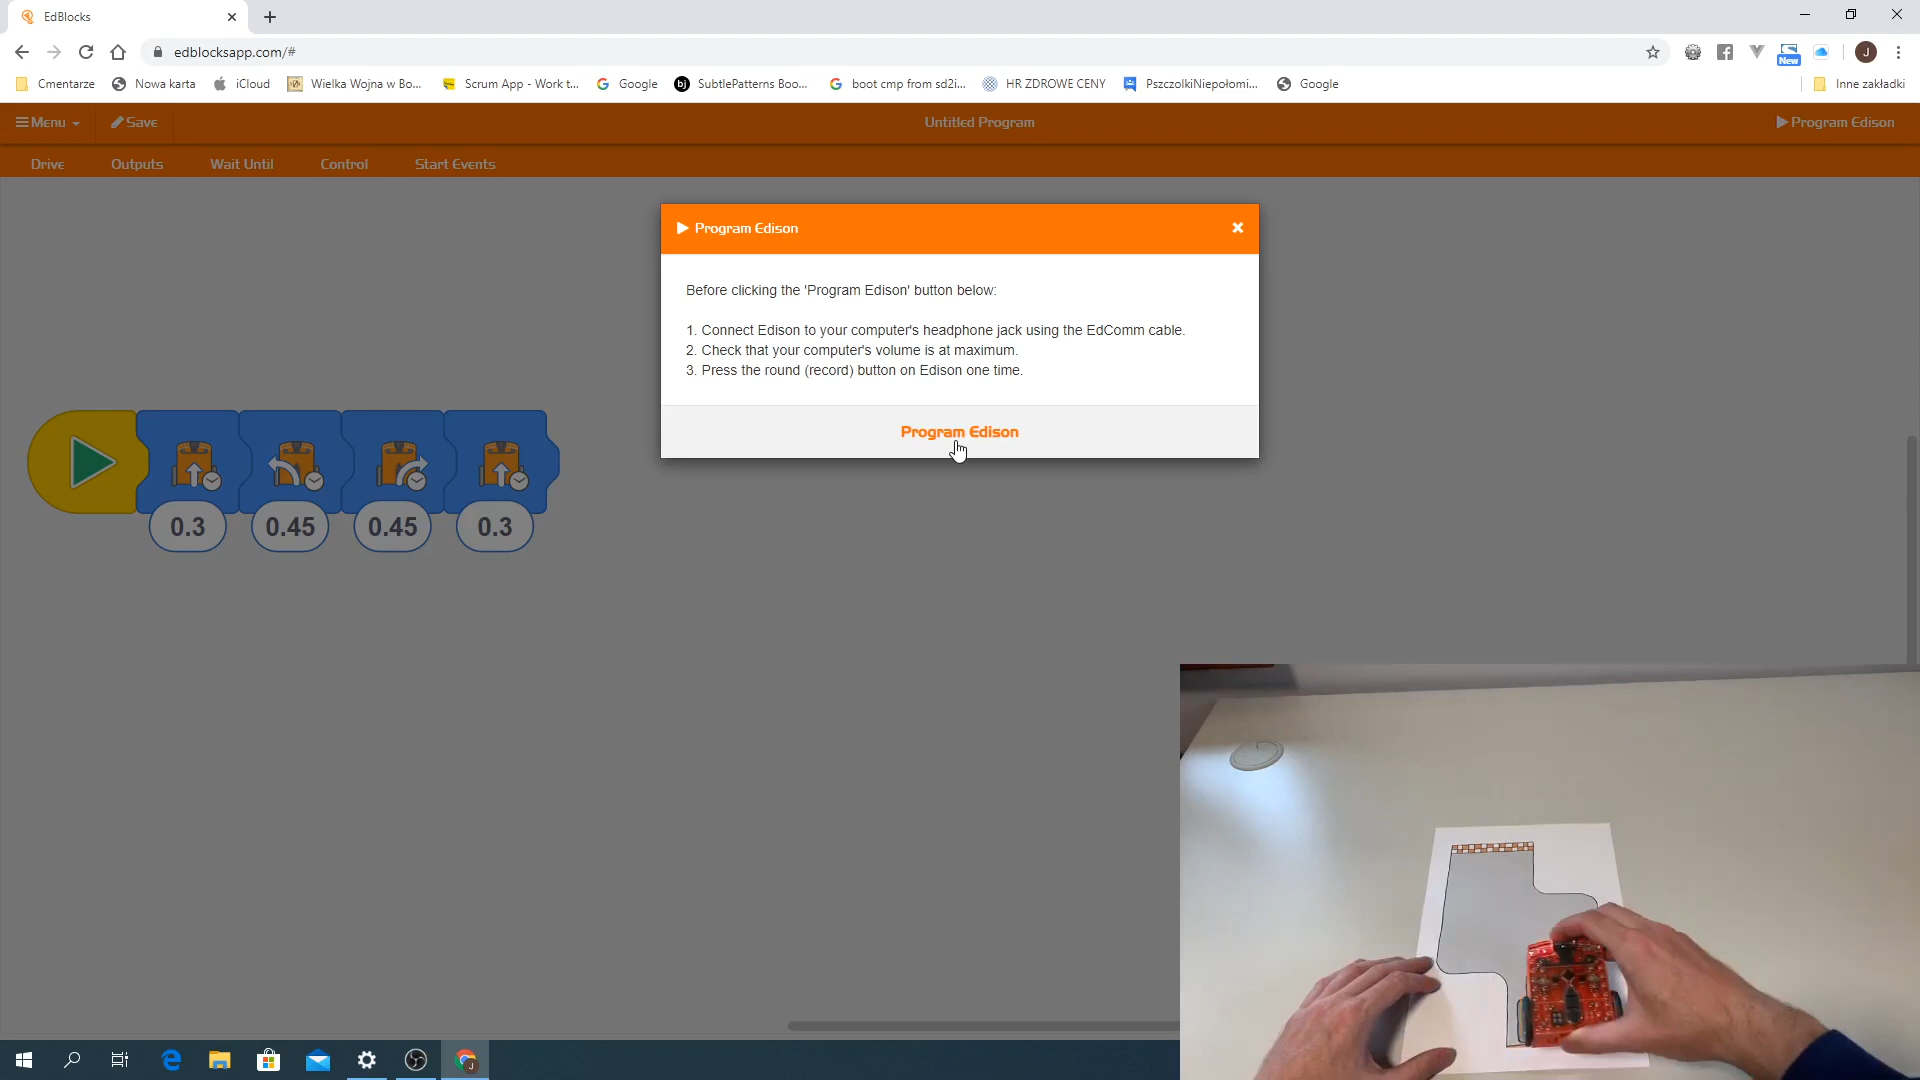 EdBlocks
edblocksapp.com/#
Cmentarze Nowa karta iCloud Wielka Wojna w Bo... Scrum App - Work t... Google SubtlePatterns Boo... boot cmp from sd2i... HR ZDROWE CENY PszczolkiNiepołomi... Google Inne zakładki
New
J
bj
Menu Save Untitled Program Program Edison
Drive Outputs Wait Until Control Start Events
Program Edison
Before clicking the 'Program Edison' button below:
1. Connect Edison to your computer's headphone jack using the EdComm cable.
2. Check that your computer's volume is at maximum.
3. Press the round (record) button on Edison one time.
Program Edison
0.3 0.45 0.45 0.3
J